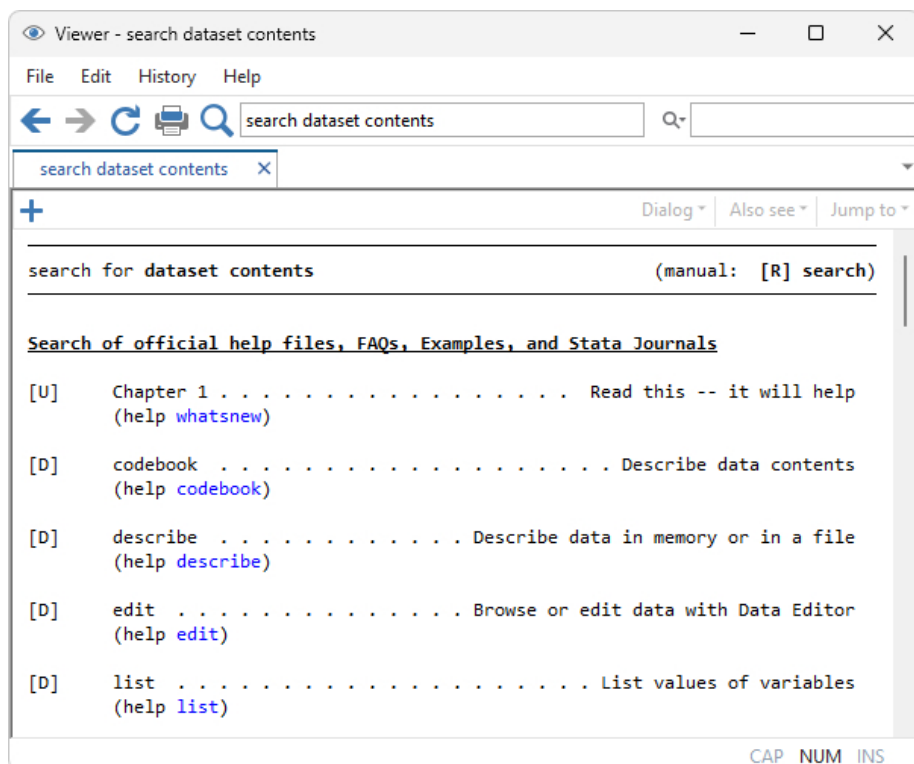 Viewer - search dataset contents
File Edit History Help
search dataset contents
search dataset contents
Dialog Also see Jump to
search for dataset contents (manual: [R] search)
Search of official help files, FAQs, Examples, and Stata Journals
[U] Chapter 1 . . . . . . . . . . . . . . . . . Read this -- it will help
(help whatsnew)
[D] codebook . . . . . . . . . . . . . . . . . . . Describe data contents
(help codebook)
[D] describe . . . . . . . . . . . . Describe data in memory or in a file
(help describe)
[D] edit . . . . . . . . . . . . . . Browse or edit data with Data Editor
(help edit)
[D] list . . . . . . . . . . . . . . . . . . . . List values of variables
(help list)
CAP NUM INS